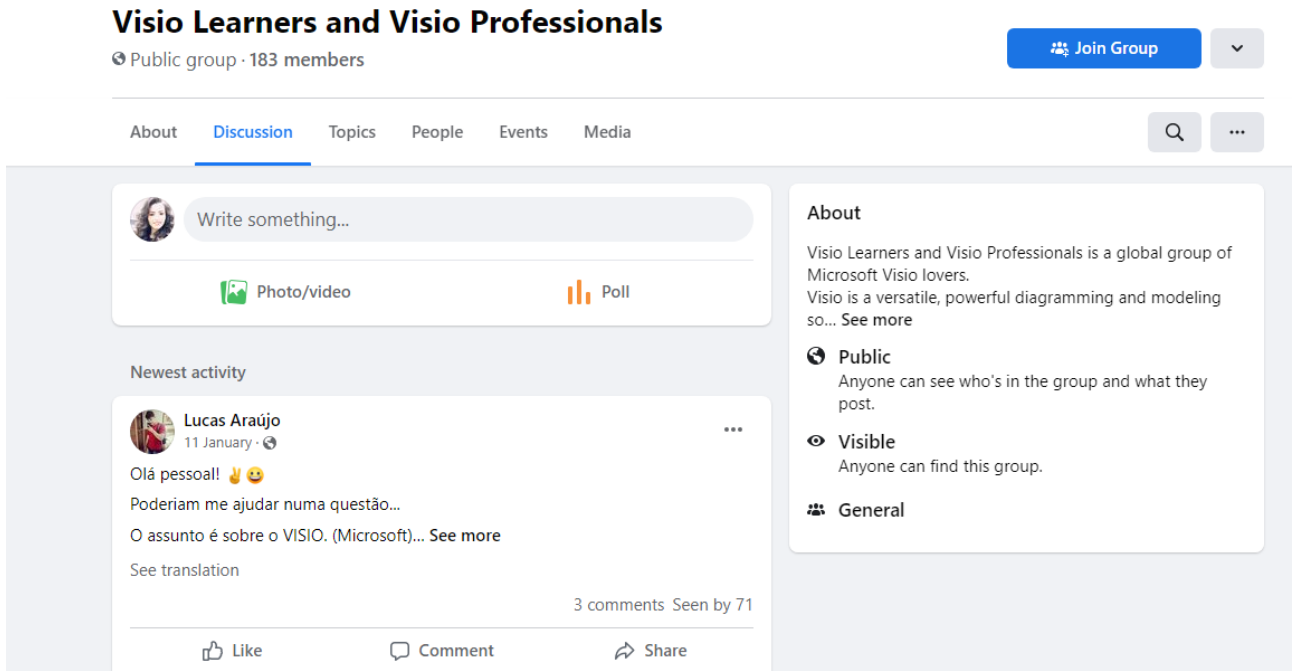 Visio Learners and Visio Professionals
Public group · 183 members
Join Group
About Discussion Topics People Events Media
Write something...
Photo/video Poll
Newest activity
Lucas Araújo
11 January ·
Olá pessoal! ✌😀
Poderiam me ajudar numa questão...
O assunto é sobre o VISIO. (Microsoft)... See more
See translation
3 comments Seen by 71
Like Comment Share
About
Visio Learners and Visio Professionals is a global group of
Microsoft Visio lovers.
Visio is a versatile, powerful diagramming and modeling
so... See more
Public
Anyone can see who's in the group and what they
post.
Visible
Anyone can find this group.
General